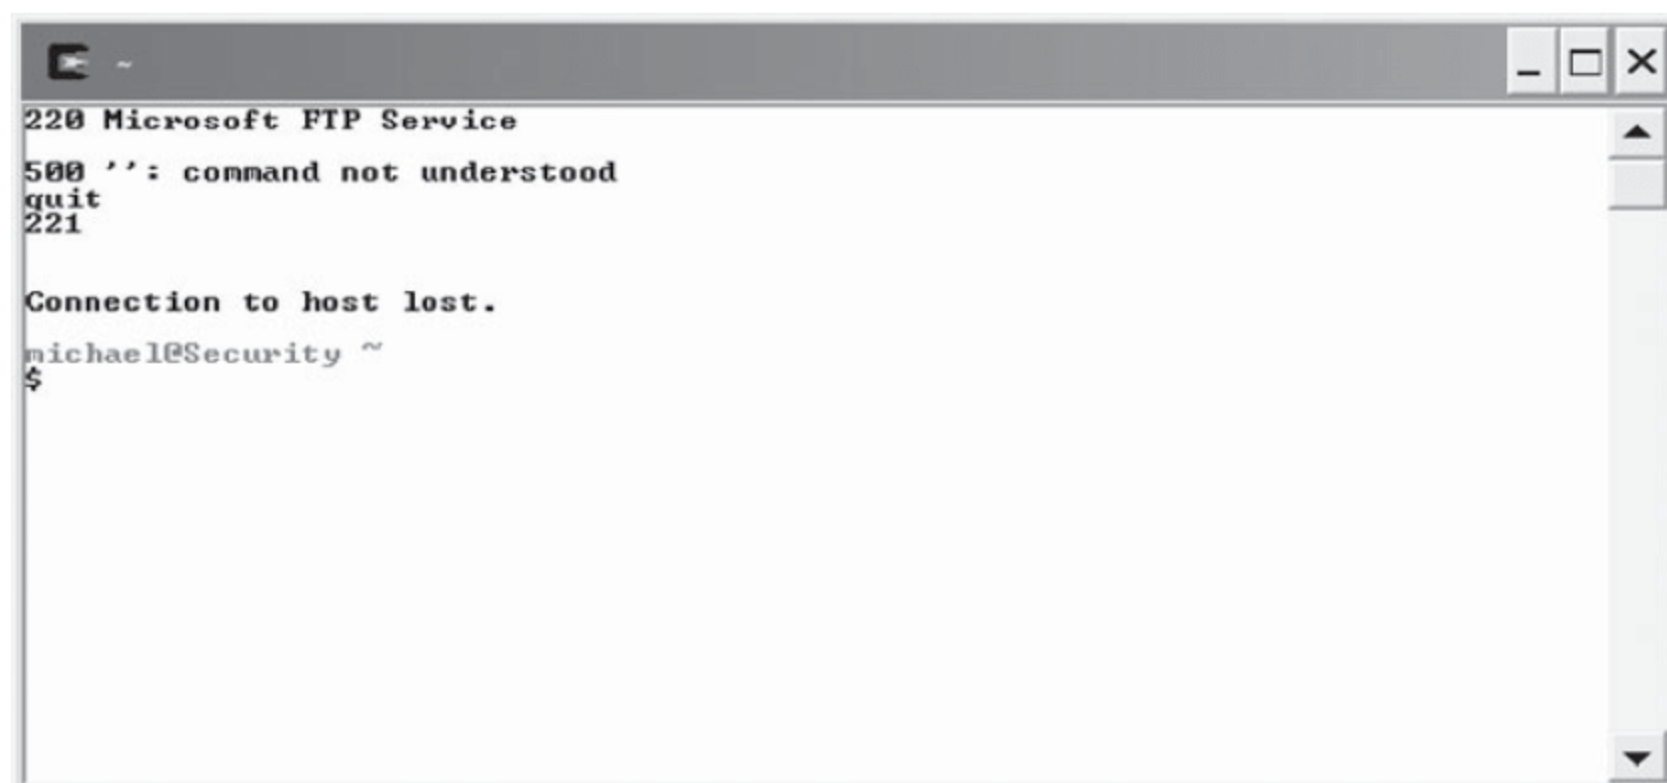 ~
220 Microsoft FTP Service
500 '': command not understood
quit
221
Connection to host lost.
michael@Security ~
$